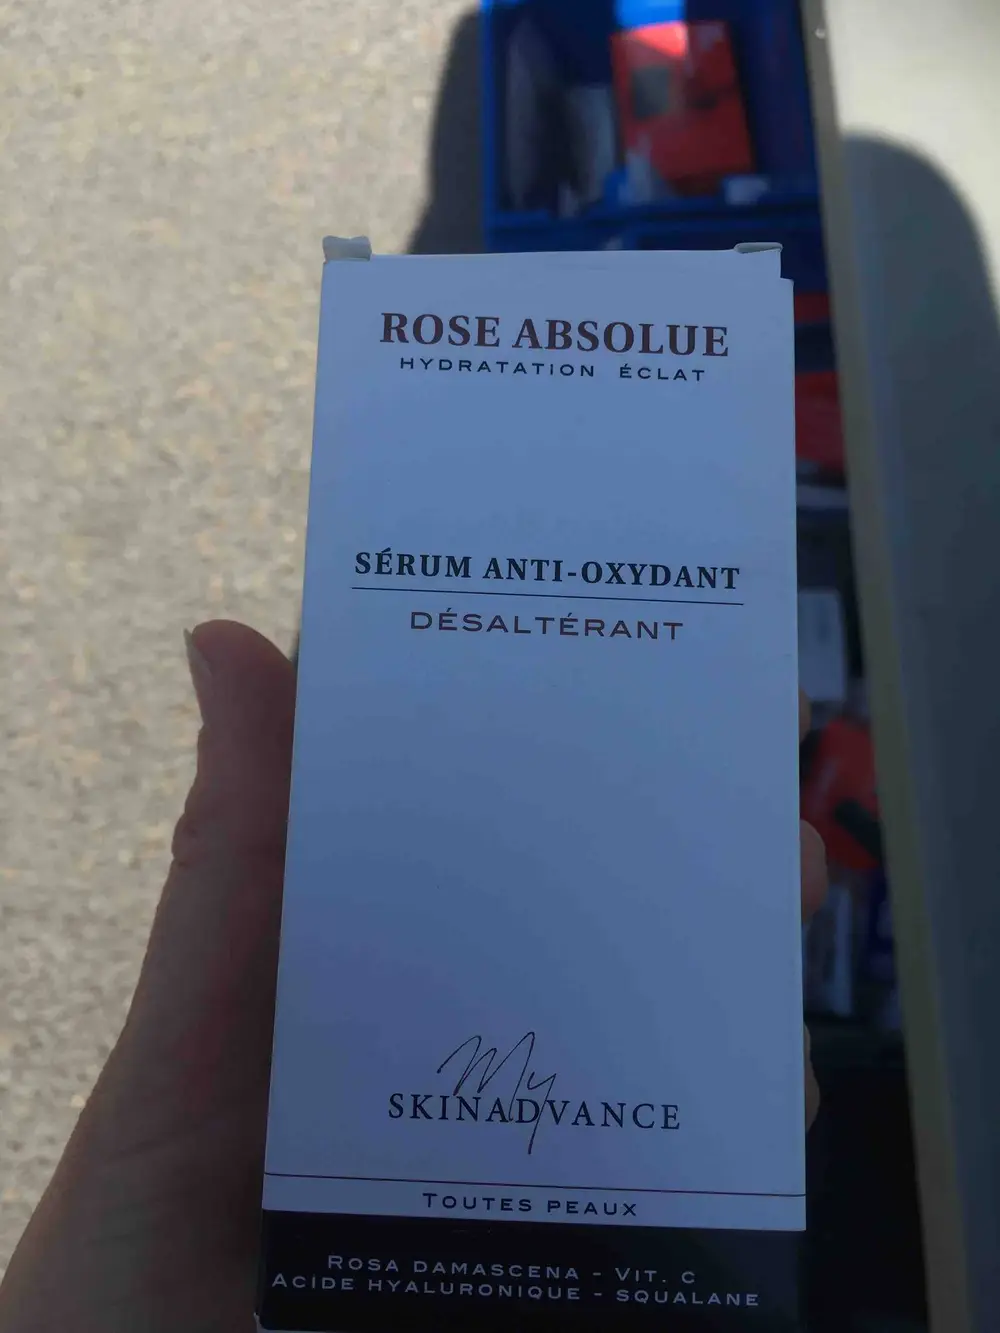 ROSE ABSOLUE
HYDRATATION ÉCLAT
SÉRUM ANTI-OXYDANT
DÉSALTÉRANT
My
SKINADVANCE
TOUTES PEAUX
ROSA DAMASCENA - VIT. C
ACIDE HYALURONIQUE - SQUALANE